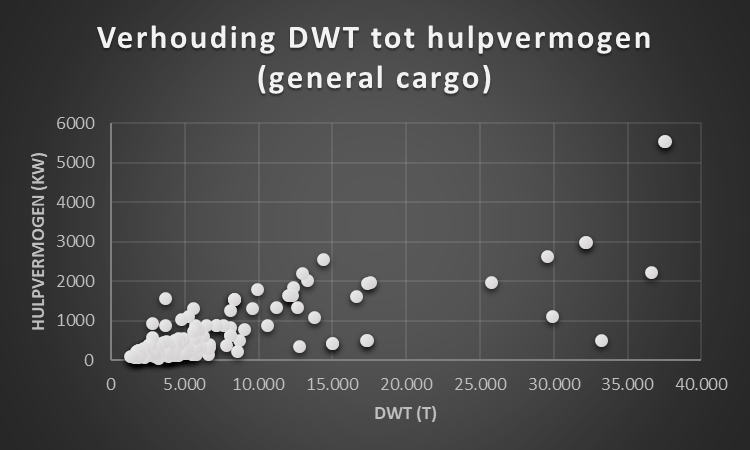 Verhouding DWT tot hulpvermogen
(general cargo)
HULPVERMOGEN (KW)
6000
5000
4000
3000
2000
1000
0
0 5.000 10.000 15.000 20.000 25.000 30.000 35.000 40.000
DWT (T)